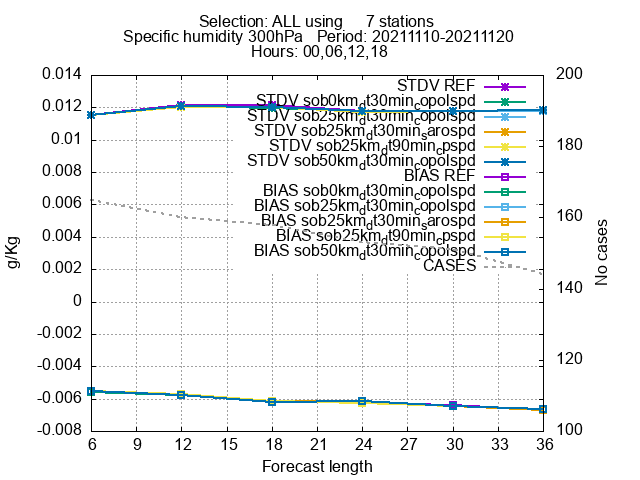 Selection: ALL using 7 stations
Specific humidity 300hPa Period: 20211110-20211120
Hours: 00,06,12,18
0.014
0.012
0.01
0.008
0.006
0.004
0.002
0
-0.002
-0.004
-0.006
-0.008
g/Kg
200
180
160
140
120
100
No cases
STDV REF
STDV sob0km_dt30min_copolspd
STDV sob25km_dt30min_copolspd
STDV sob25km_dt30min_sarospd
STDV sob25km_dt90min_cpspd
STDV sob50km_dt30min_copolspd
BIAS REF
BIAS sob0km_dt30min_copolspd
BIAS sob25km_dt30min_copolspd
BIAS sob25km_dt30min_sarospd
BIAS sob25km_dt90min_cpspd
BIAS sob50km_dt30min_copolspd
CASES
6 9 12 15 18 21 24 27 30 33 36
Forecast length